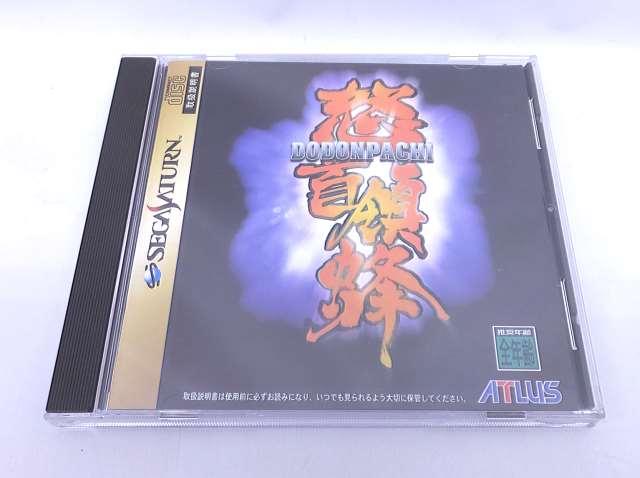 disc
取扱説明書
SEGA SATURN™
怒首領蜂
DODONPACHI
推奨年齢
全年齢
取扱説明書は使用前に必ずお読みになり、いつでも見られるよう大切に保管してください。
ATLUS